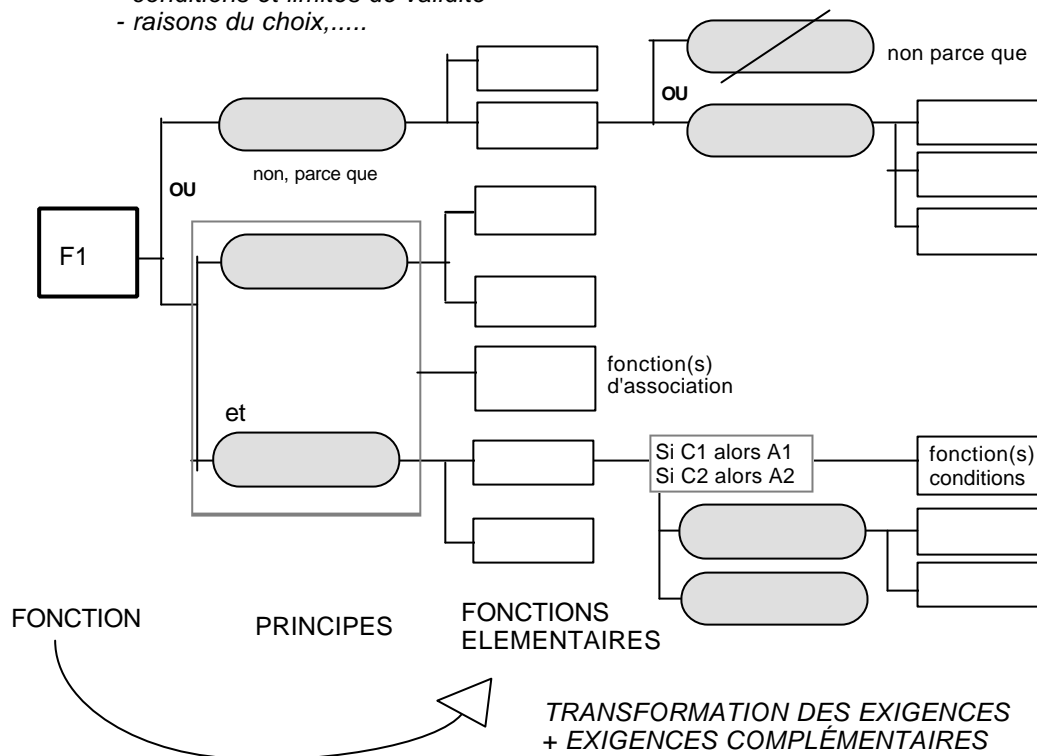 - raisons du choix,.....
non parce que
OU
OU
non, parce que
F1
fonction(s)
d'association
et
Si C1 alors A1
Si C2 alors A2
fonction(s)
conditions
FONCTION
PRINCIPES
FONCTIONS
ELEMENTAIRES
TRANSFORMATION DES EXIGENCES
+ EXIGENCES COMPLÉMENTAIRES